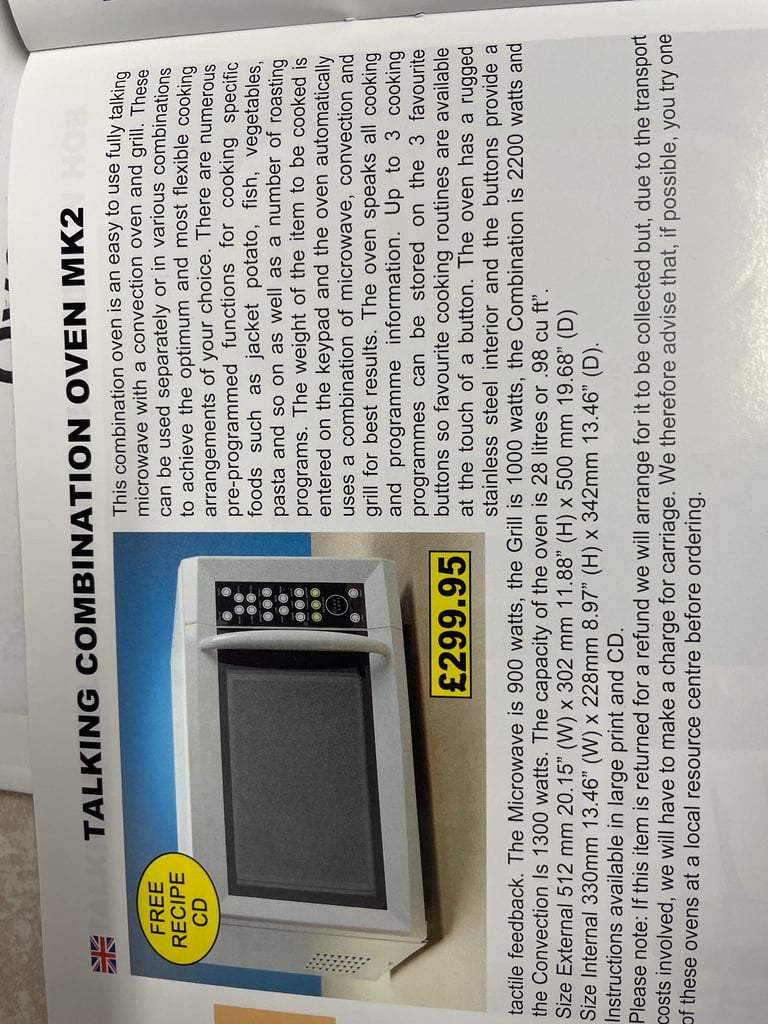 TALKING COMBINATION OVEN MK2
This combination oven is an easy to use fully talking
microwave with a convection oven and grill. These
can be used separately or in various combinations
to achieve the optimum and most flexible cooking
arrangements of your choice. There are numerous
pre-programmed functions for cooking specific
foods such as jacket potato, fish, vegetables,
pasta and so on as well as a number of roasting
programs. The weight of the item to be cooked is
entered on the keypad and the oven automatically
uses a combination of microwave, convection and
grill for best results. The oven speaks all cooking
and programme information. Up to 3 cooking
programmes can be stored on the 3 favourite
buttons so favourite cooking routines are available
at the touch of a button. The oven has a rugged
stainless steel interior and the buttons provide a
tactile feedback. The Microwave is 900 watts, the Grill is 1000 watts, the Combination is 2200 watts and
the Convection Is 1300 watts. The capacity of the oven is 28 litres or .98 cu ft”.
Size External 512 mm 20.15” (W) x 302 mm 11.88” (H) x 500 mm 19.68” (D)
Size Internal 330mm 13.46” (W) x 228mm 8.97” (H) x 342mm 13.46” (D).
Instructions available in large print and CD.
Please note: If this item is returned for a refund we will arrange for it to be collected but, due to the transport
costs involved, we will have to make a charge for carriage. We therefore advise that, if possible, you try one
of these ovens at a local resource centre before ordering.
FREE
RECIPE
CD
£299.95